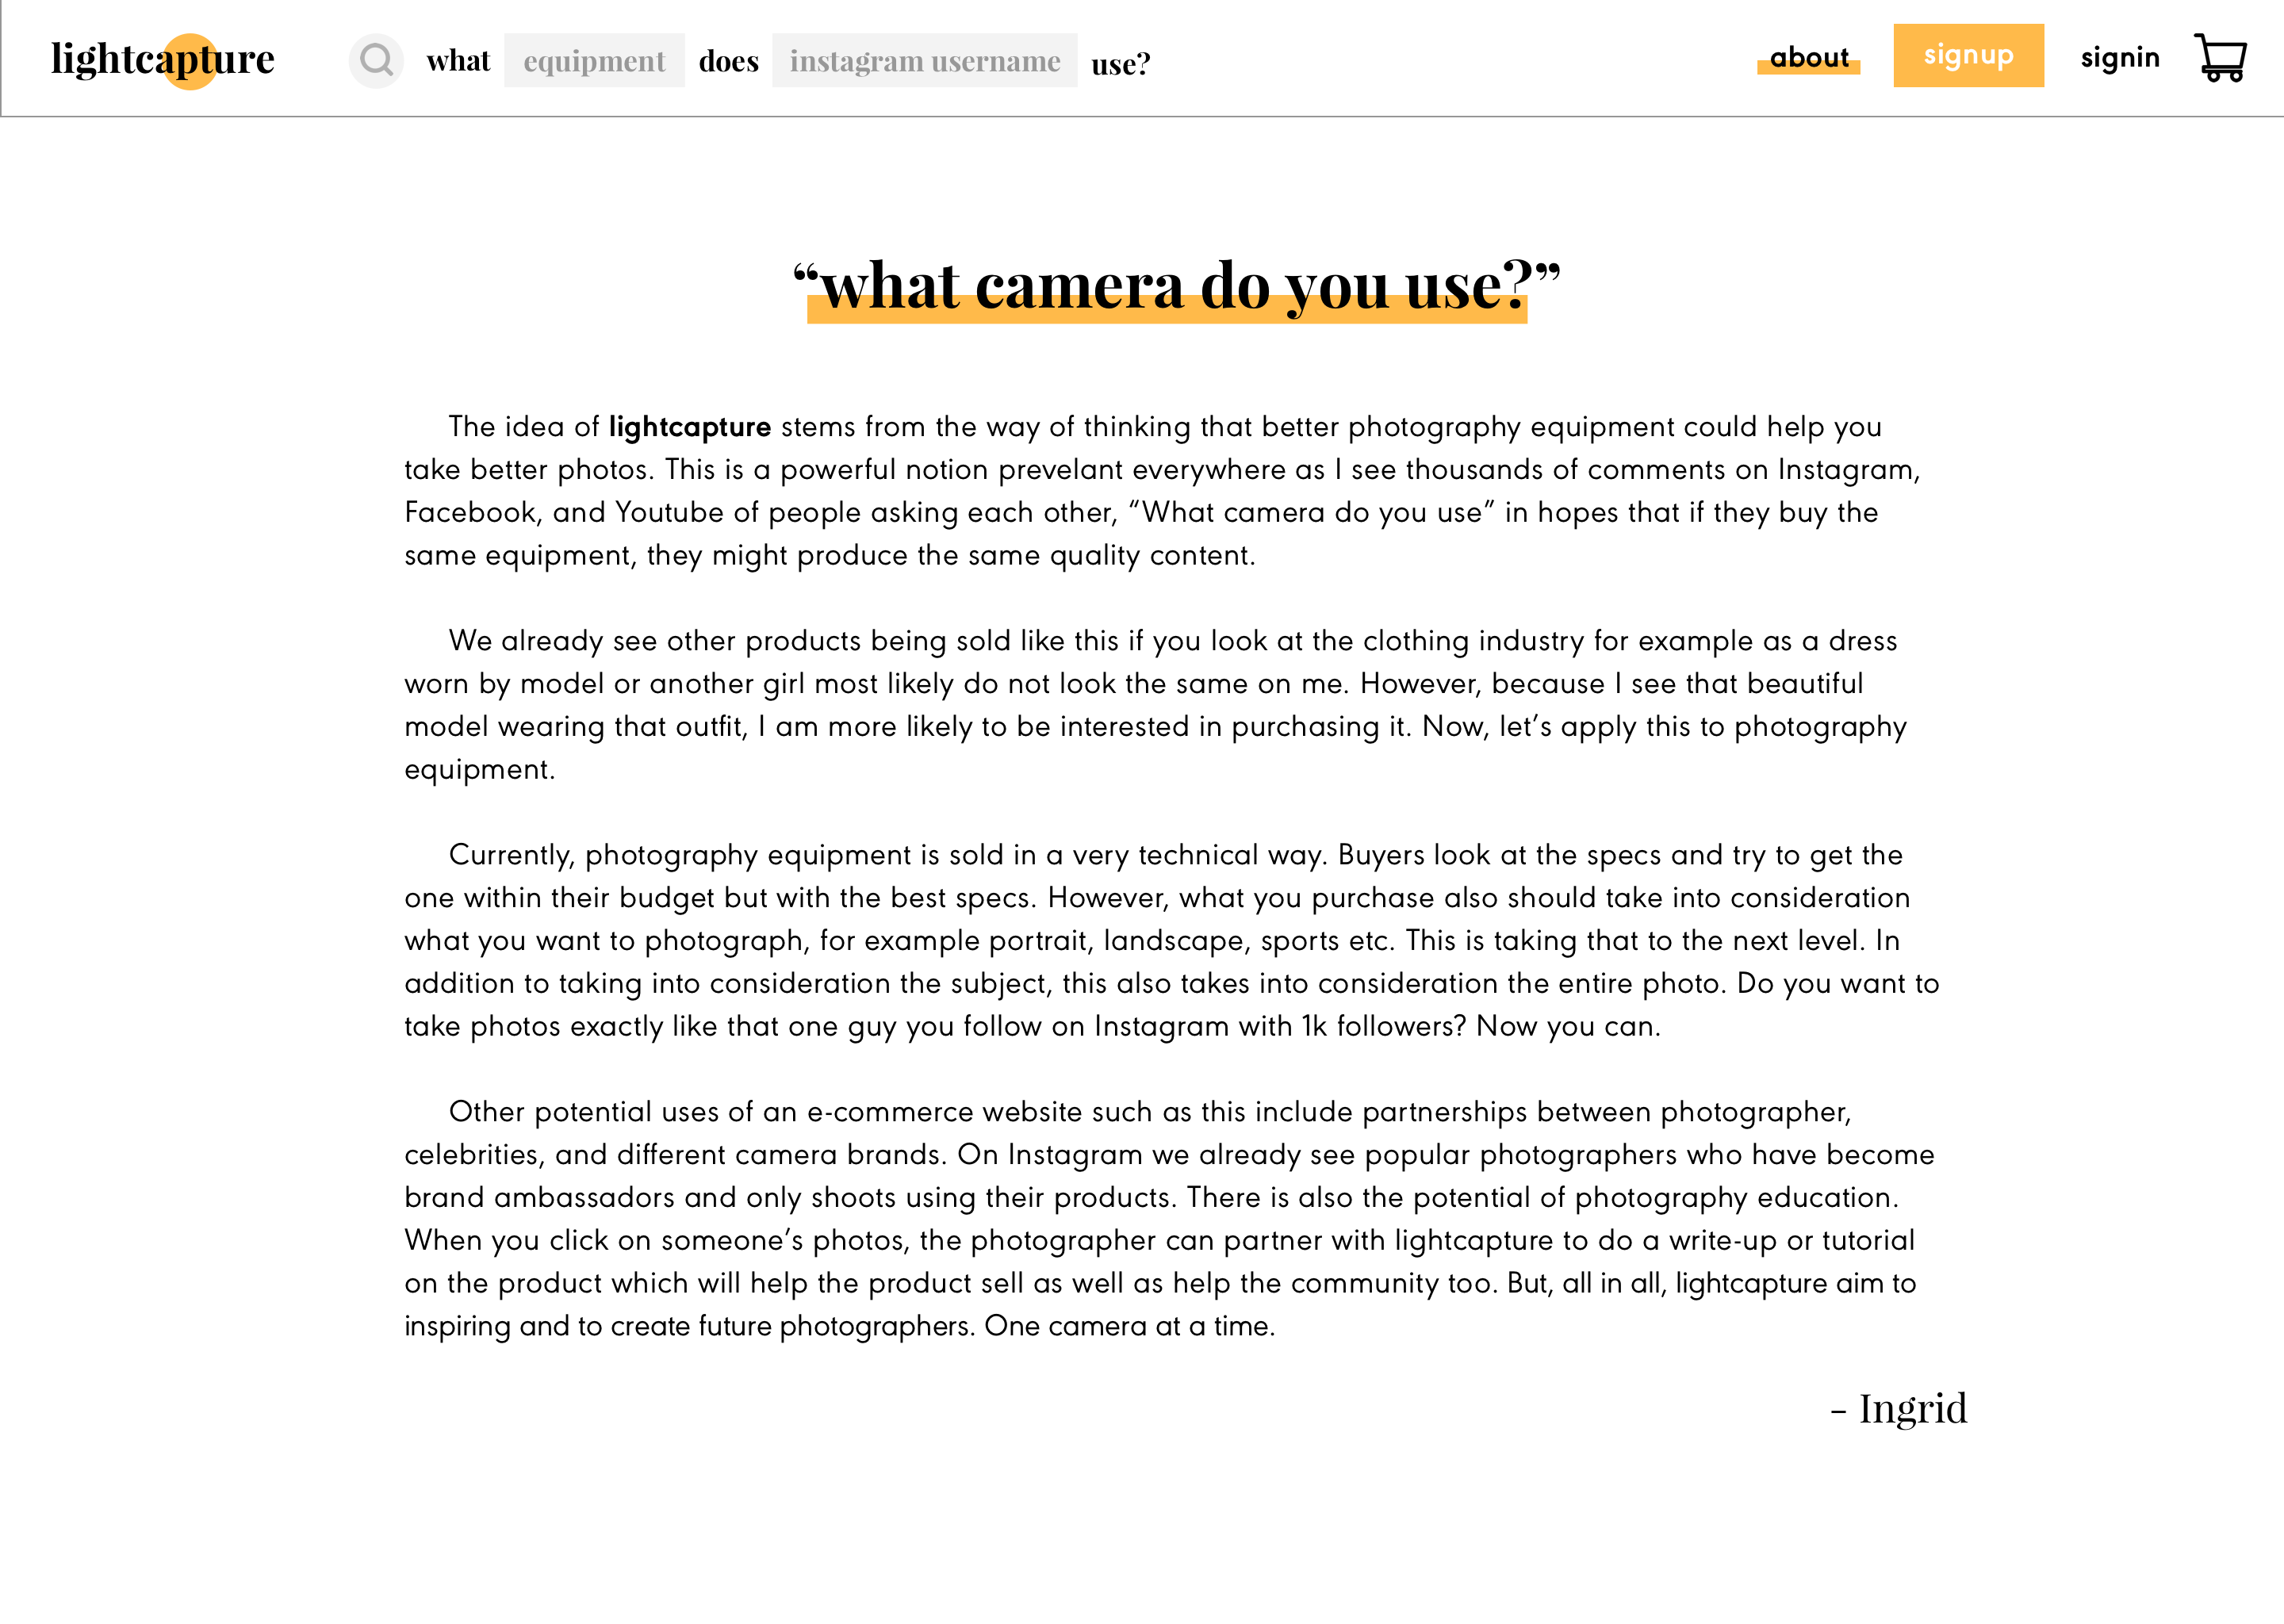 lightcapture what equipment does instagram username use? about signup signin
“what camera do you use?”
The idea of lightcapture stems from the way of thinking that better photography equipment could help you
take better photos. This is a powerful notion prevelant everywhere as I see thousands of comments on Instagram,
Facebook, and Youtube of people asking each other, “What camera do you use” in hopes that if they buy the
same equipment, they might produce the same quality content.
We already see other products being sold like this if you look at the clothing industry for example as a dress
worn by model or another girl most likely do not look the same on me. However, because I see that beautiful
model wearing that outfit, I am more likely to be interested in purchasing it. Now, let’s apply this to photography
equipment.
Currently, photography equipment is sold in a very technical way. Buyers look at the specs and try to get the
one within their budget but with the best specs. However, what you purchase also should take into consideration
what you want to photograph, for example portrait, landscape, sports etc. This is taking that to the next level. In
addition to taking into consideration the subject, this also takes into consideration the entire photo. Do you want to
take photos exactly like that one guy you follow on Instagram with 1k followers? Now you can.
Other potential uses of an e-commerce website such as this include partnerships between photographer,
celebrities, and different camera brands. On Instagram we already see popular photographers who have become
brand ambassadors and only shoots using their products. There is also the potential of photography education.
When you click on someone’s photos, the photographer can partner with lightcapture to do a write-up or tutorial
on the product which will help the product sell as well as help the community too. But, all in all, lightcapture aim to
inspiring and to create future photographers. One camera at a time.
- Ingrid